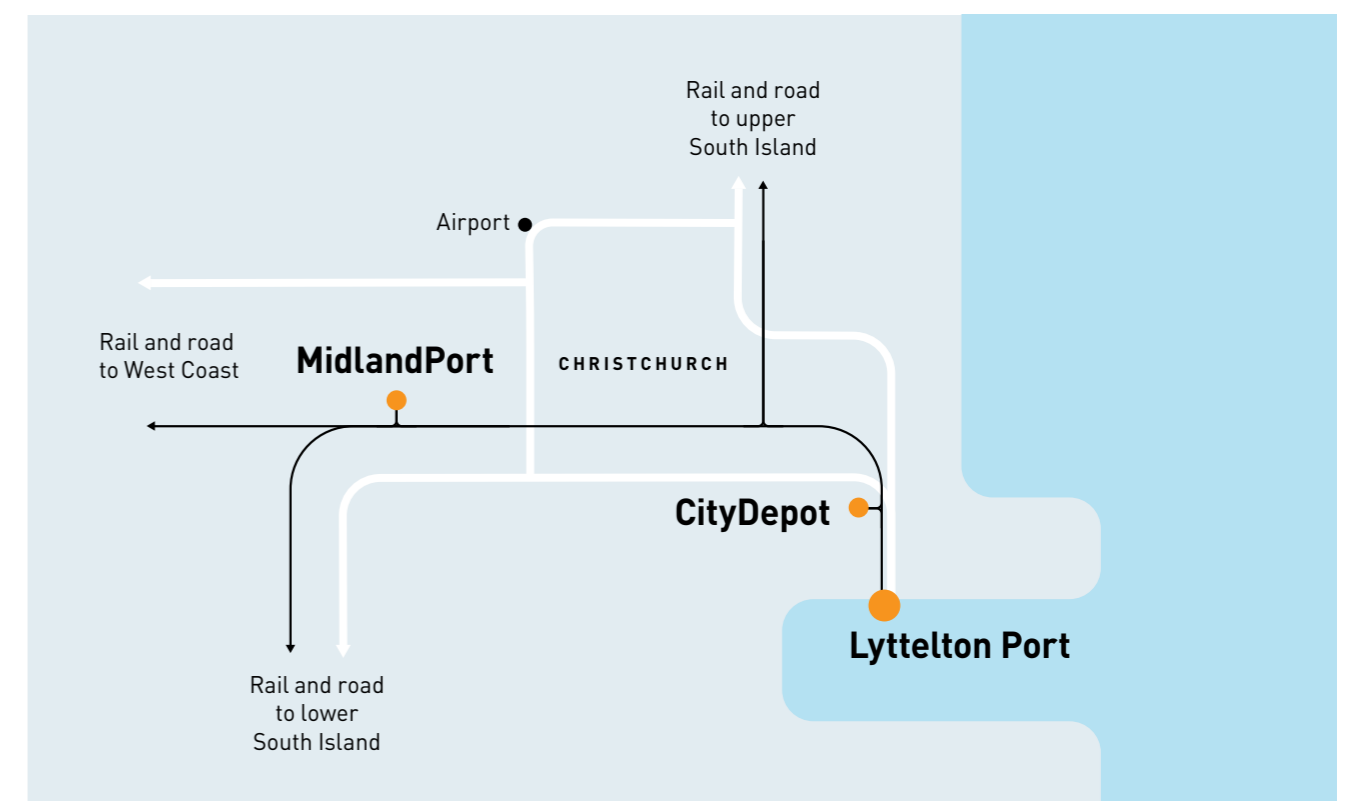 Rail and road
to upper
South Island
Airport
Rail and road
to West Coast
MidlandPort
CHRISTCHURCH
CityDepot
Lyttelton Port
Rail and road
to lower
South Island